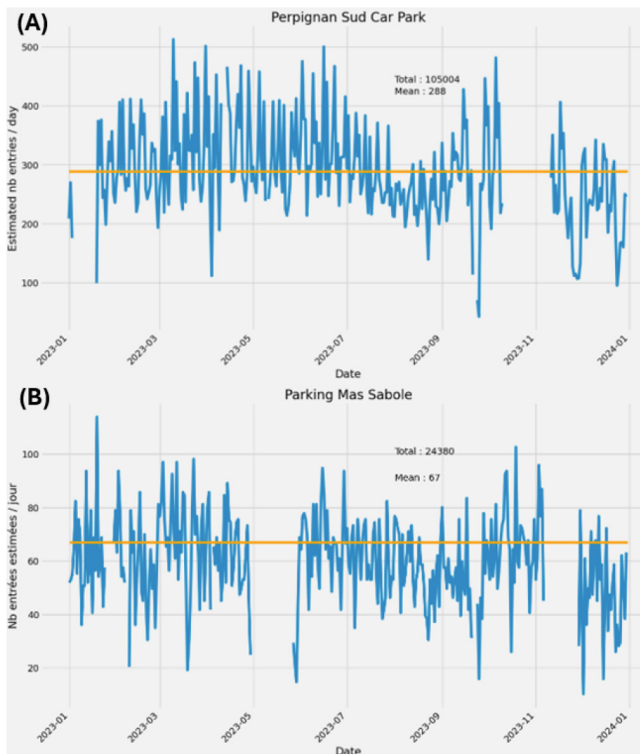 (A)
Perpignan Sud Car Park
Estimated nb entries / day
500
400
300
200
100
Total : 105004
Mean : 288
2023-01
2023-03
2023-05
2023-07
2023-09
2023-11
2024-01
Date
(B)
Parking Mas Sabole
Nb entrées estimées / jour
100
80
60
40
20
Total : 24380
Mean : 67
2023-01
2023-03
2023-05
2023-07
2023-09
2023-11
2024-01
Date